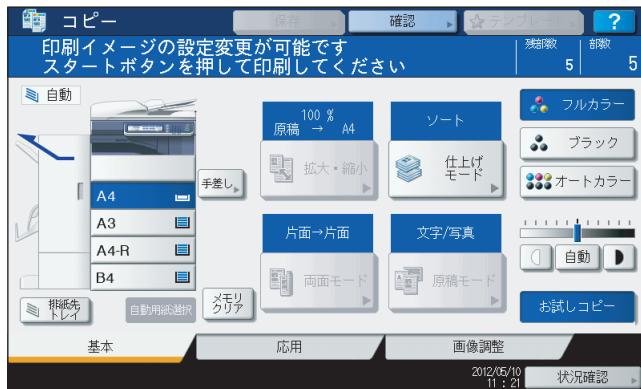 コピー
保存
確認
テンプレート
?
印刷イメージの設定変更が可能です
スタートボタンを押して印刷してください
残部数
5
部数
5
自動
A4
A3
A4-R
B4
手差し
排紙先
トレイ
自動用紙選択
メモリ
クリア
100 %
原稿 → A4
拡大・縮小
ソート
仕上げ
モード
片面→片面
両面モード
文字/写真
原稿モード
フルカラー
ブラック
オートカラー
自動
お試しコピー
基本
応用
画像調整
2012/05/10
11 : 21
状況確認